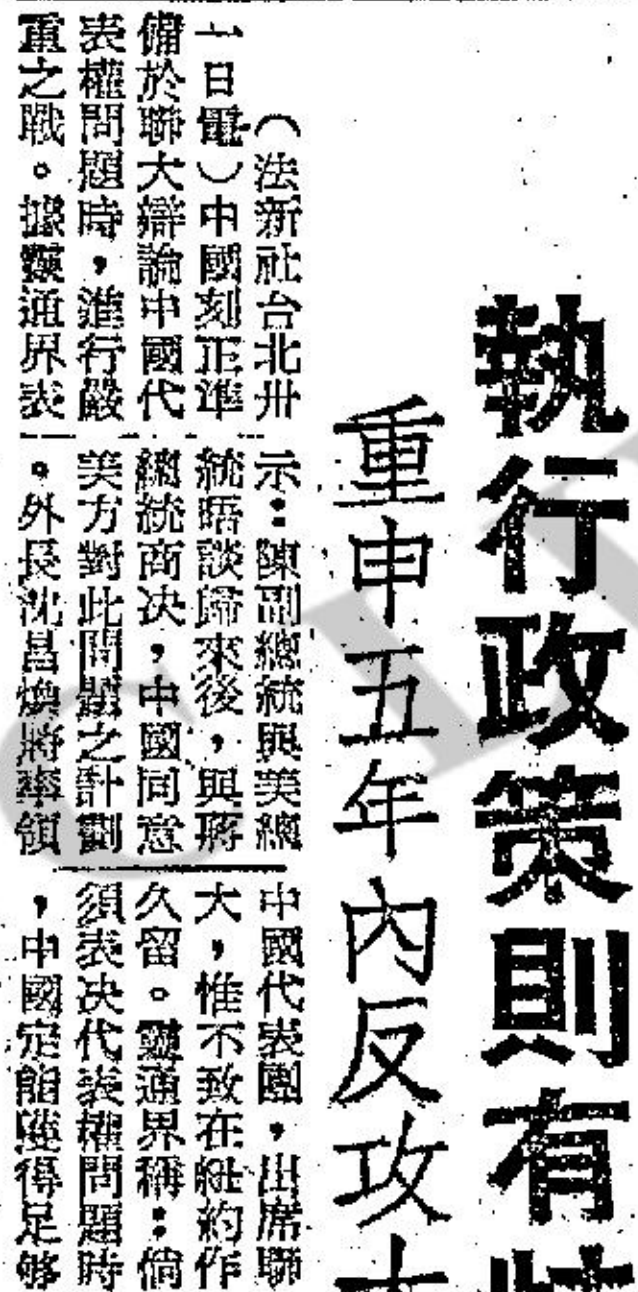 執行政策則有
重申五年內反攻
（法新社台北卅
一日電）中國刻正準
備於聯大辯論中國代
表權問題時，進行嚴
重之戰。據靈通界表
示：陳副總統與美總
統晤談歸來後，與蔣
總統商决，中國同意
美方對此問題之計劃
。外長沈昌煥將率領
中國代表團，出席聯
大，惟不致在紐約作
久留。靈通界稱：倘
須表决代表權問題時
，中國定能獲得足够